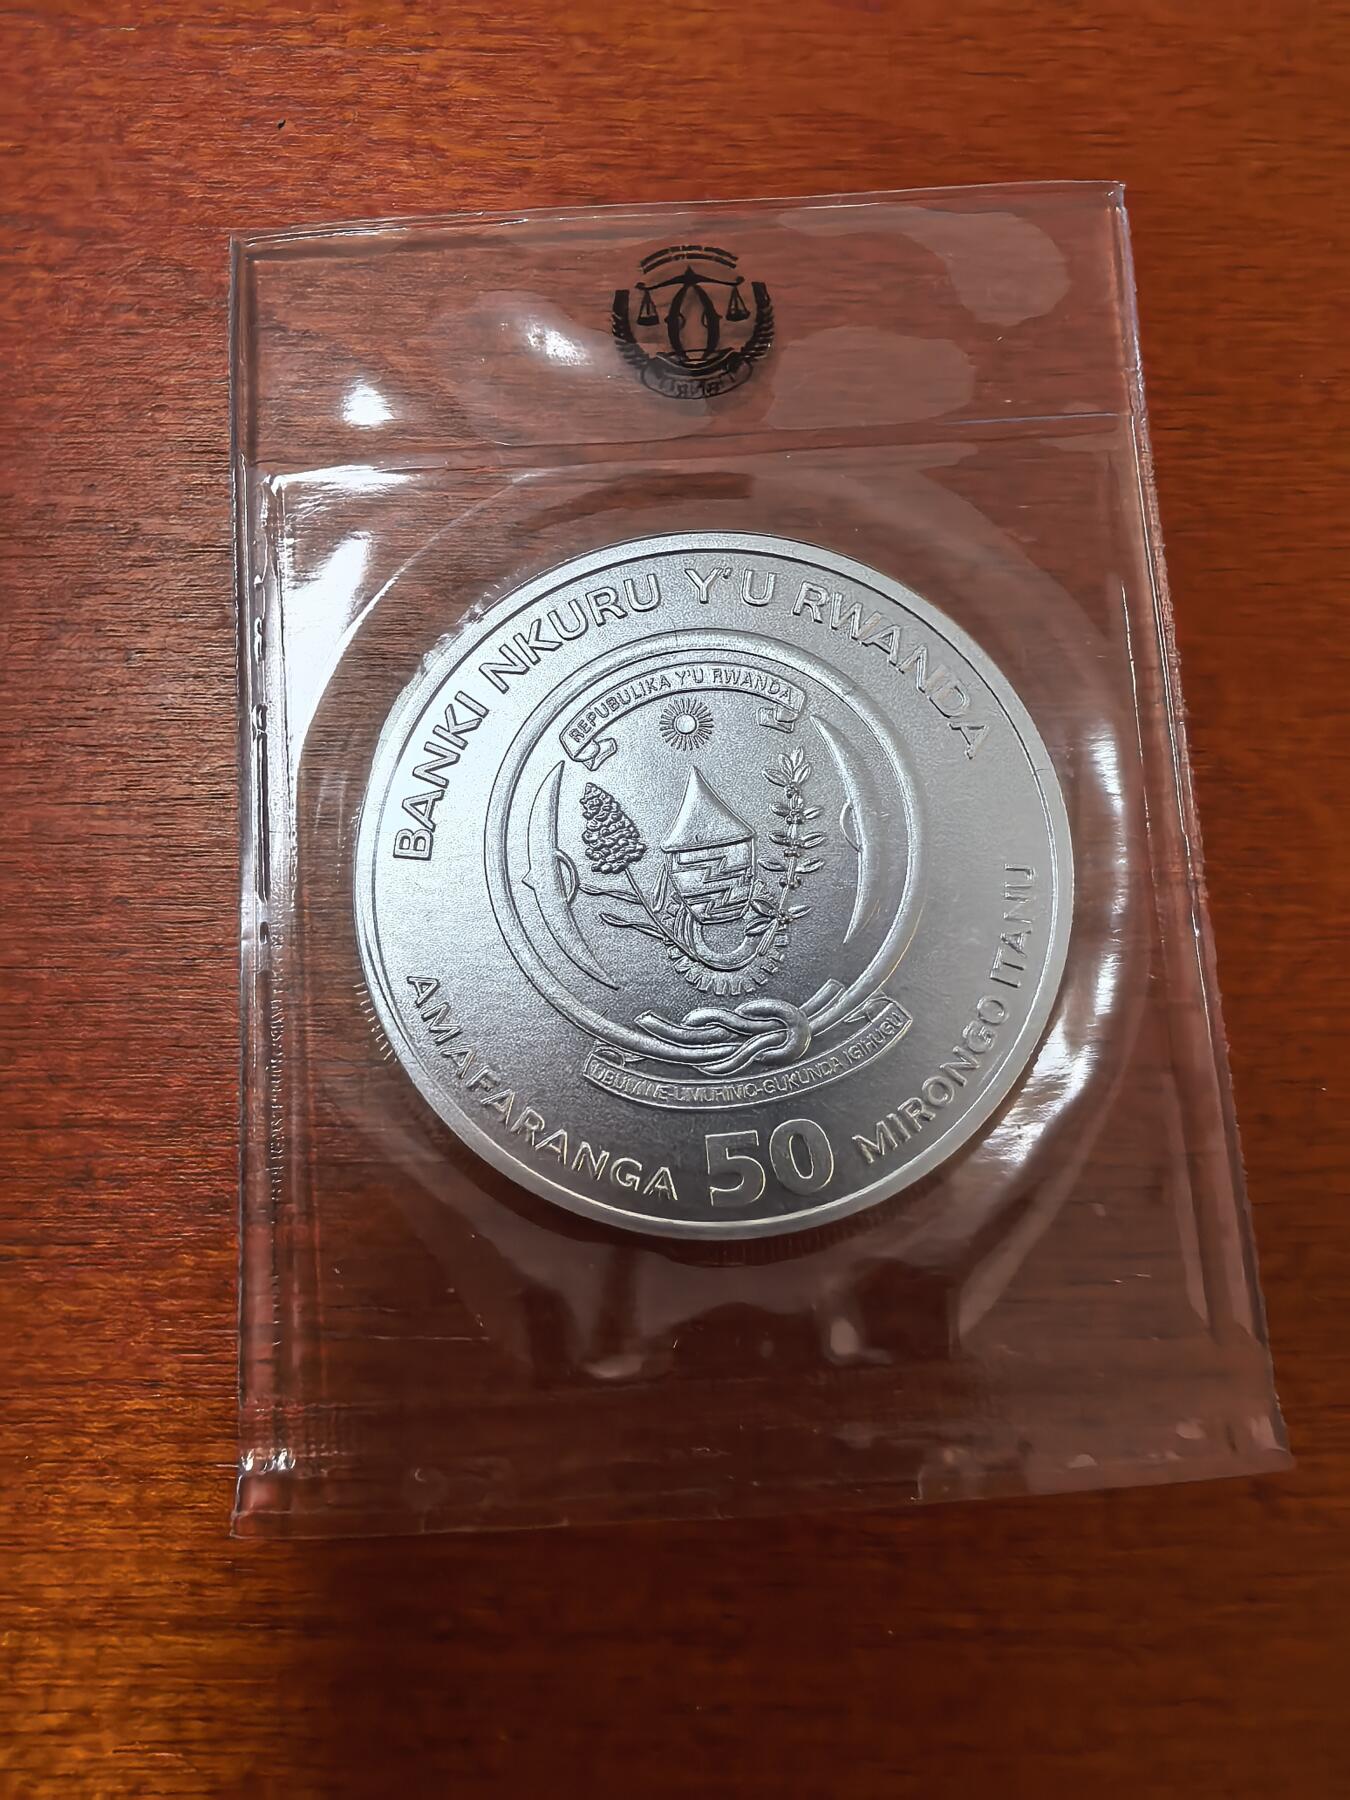 BANKI NKURU Y'U RWANDA
REPUBULIKA Y'U RWANDA
UBUMWE-UMURIMO-GUKUNDA IGIHUGU
AMAFARANGA 50 MIRONGO ITANU